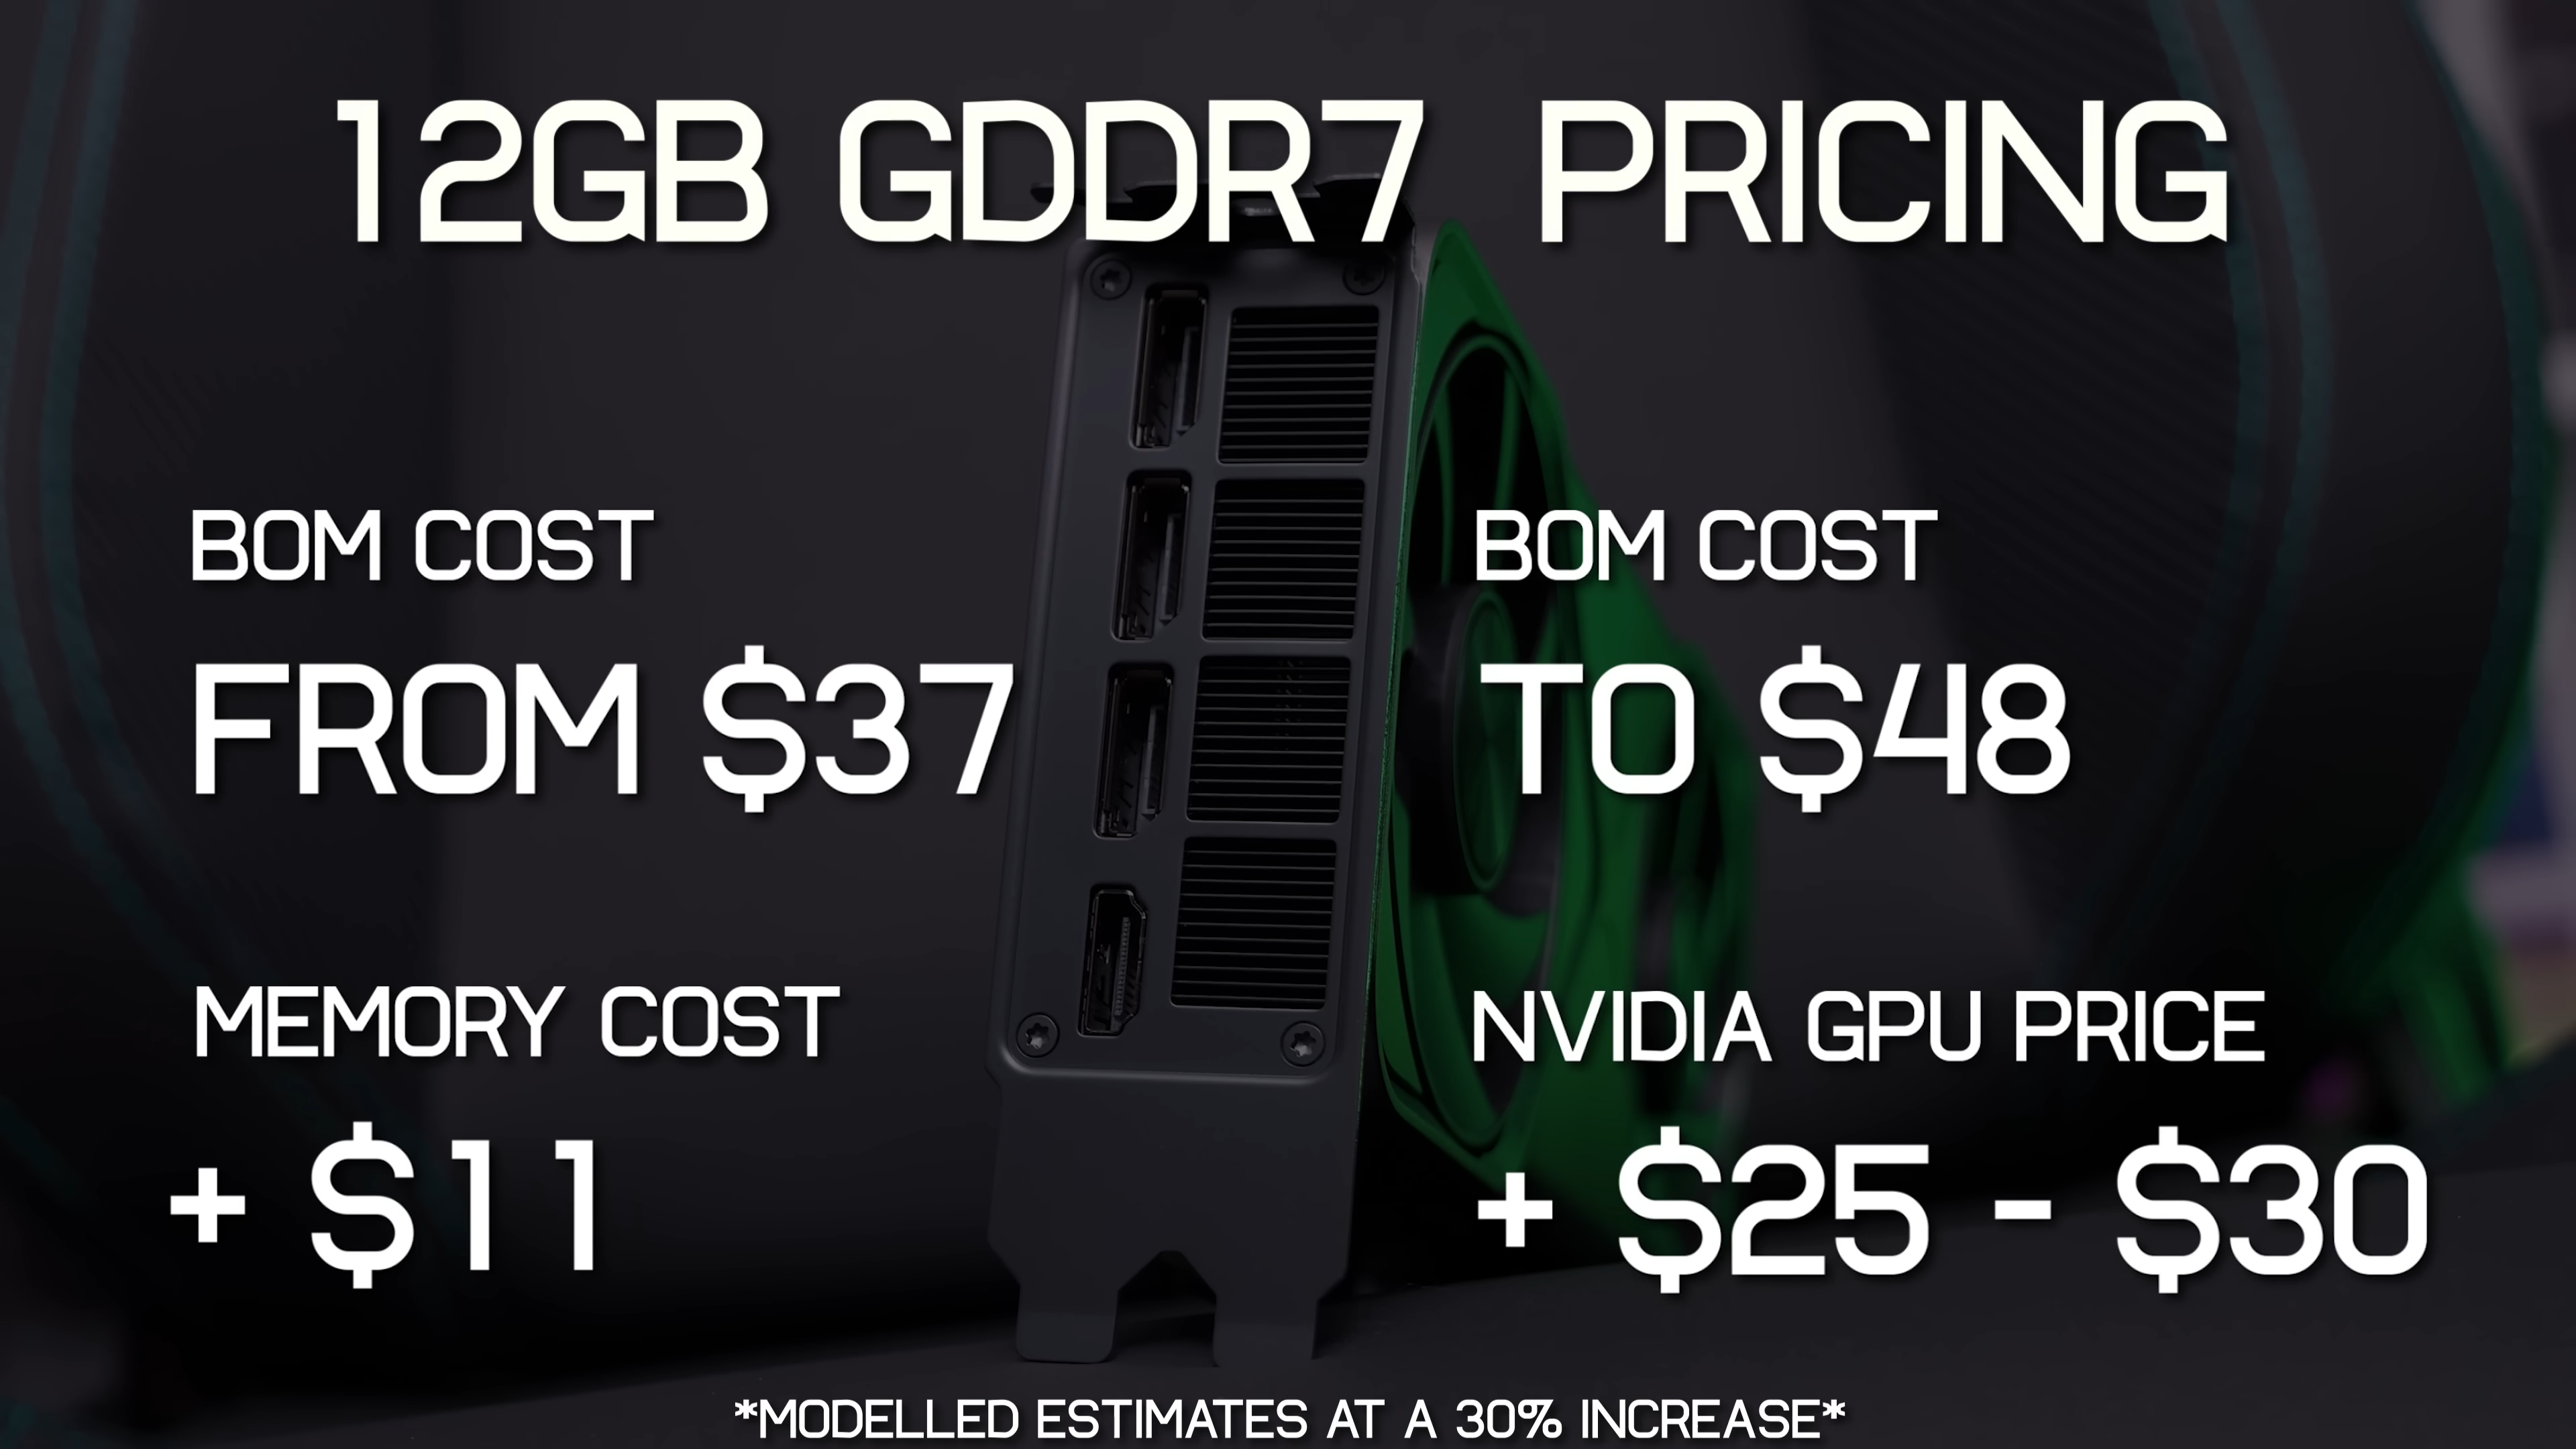 12GB GDDR7 PRICING
BOM COST
FROM $37
BOM COST
TO $48
MEMORY COST
+ $11
NVIDIA GPU PRICE
+ $25 - $30
*MODELLED ESTIMATES AT A 30% INCREASE*